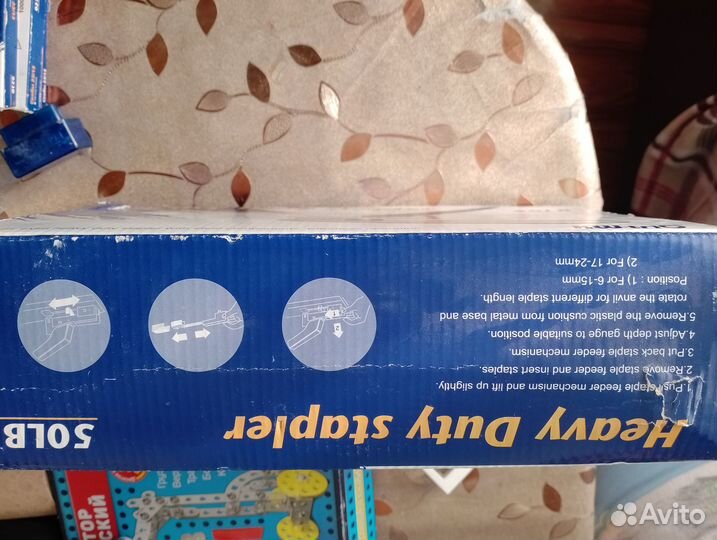 Heavy Duty stapler
50LB
1.Push staple feeder mechanism and lift up slightly.
2.Remove staple feeder and insert staples.
3.Put back staple feeder mechanism.
4.Adjust depth gauge to suitable position.
5.Remove the plastic cushion from metal base and
rotate the anvil for different staple length.
Position : 1) For 6-15mm
2) For 17-24mm
Avito